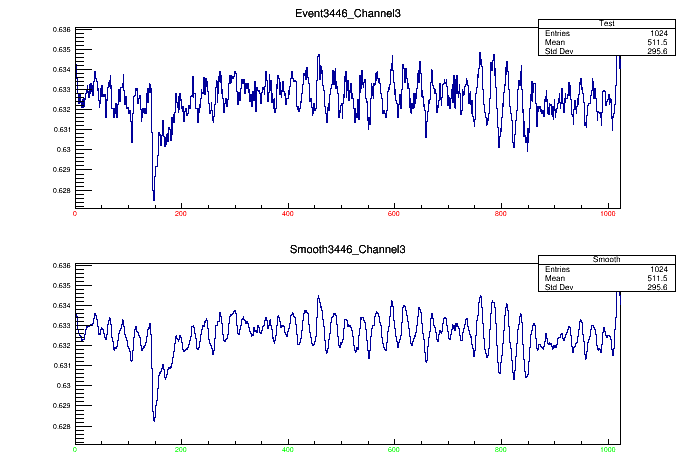 Event3446_Channel3
Test
Entries 1024
Mean 511.5
Std Dev 295.6
0.636
0.635
0.634
0.633
0.632
0.631
0.63
0.629
0.628
0 200 400 600 800 1000
Smooth3446_Channel3
Smooth
Entries 1024
Mean 511.5
Std Dev 295.6
0.636
0.635
0.634
0.633
0.632
0.631
0.63
0.629
0.628
0 200 400 600 800 1000